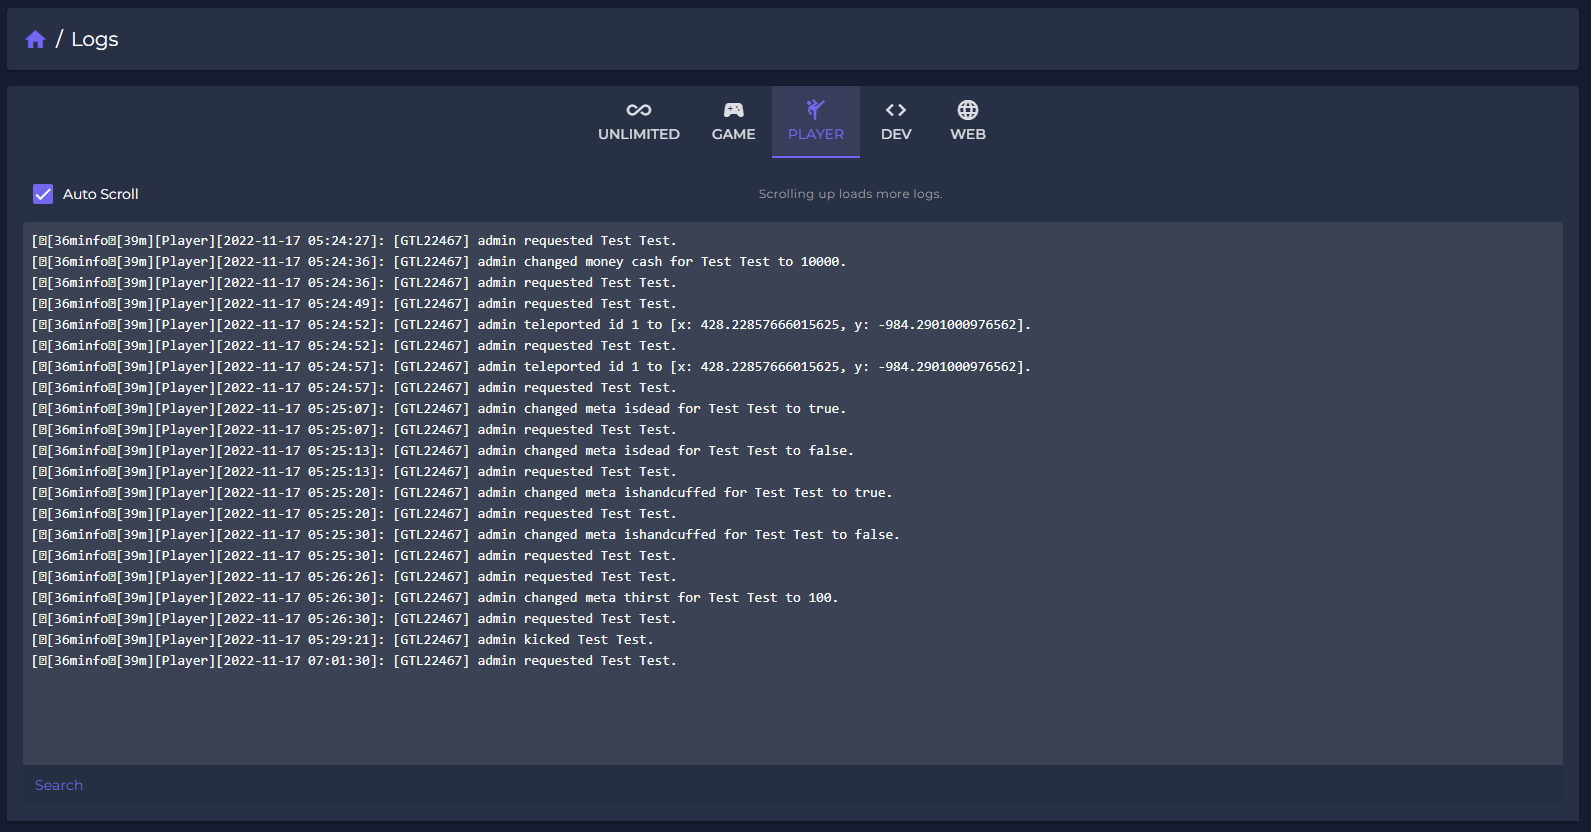 / Logs
UNLIMITED GAME PLAYER DEV WEB
Auto Scroll
Scrolling up loads more logs.
[[36minfo[39m][Player][2022-11-17 05:24:27]: [GTL22467] admin requested Test Test.
[[36minfo[39m][Player][2022-11-17 05:24:36]: [GTL22467] admin changed money cash for Test Test to 10000.
[[36minfo[39m][Player][2022-11-17 05:24:36]: [GTL22467] admin requested Test Test.
[[36minfo[39m][Player][2022-11-17 05:24:49]: [GTL22467] admin requested Test Test.
[[36minfo[39m][Player][2022-11-17 05:24:52]: [GTL22467] admin teleported id 1 to [x: 428.22857666015625, y: -984.2901000976562].
[[36minfo[39m][Player][2022-11-17 05:24:52]: [GTL22467] admin requested Test Test.
[[36minfo[39m][Player][2022-11-17 05:24:57]: [GTL22467] admin teleported id 1 to [x: 428.22857666015625, y: -984.2901000976562].
[[36minfo[39m][Player][2022-11-17 05:24:57]: [GTL22467] admin requested Test Test.
[[36minfo[39m][Player][2022-11-17 05:25:07]: [GTL22467] admin changed meta isdead for Test Test to true.
[[36minfo[39m][Player][2022-11-17 05:25:07]: [GTL22467] admin requested Test Test.
[[36minfo[39m][Player][2022-11-17 05:25:13]: [GTL22467] admin changed meta isdead for Test Test to false.
[[36minfo[39m][Player][2022-11-17 05:25:13]: [GTL22467] admin requested Test Test.
[[36minfo[39m][Player][2022-11-17 05:25:20]: [GTL22467] admin changed meta ishandcuffed for Test Test to true.
[[36minfo[39m][Player][2022-11-17 05:25:20]: [GTL22467] admin requested Test Test.
[[36minfo[39m][Player][2022-11-17 05:25:30]: [GTL22467] admin changed meta ishandcuffed for Test Test to false.
[[36minfo[39m][Player][2022-11-17 05:25:30]: [GTL22467] admin requested Test Test.
[[36minfo[39m][Player][2022-11-17 05:26:26]: [GTL22467] admin requested Test Test.
[[36minfo[39m][Player][2022-11-17 05:26:30]: [GTL22467] admin changed meta thirst for Test Test to 100.
[[36minfo[39m][Player][2022-11-17 05:26:30]: [GTL22467] admin requested Test Test.
[[36minfo[39m][Player][2022-11-17 05:29:21]: [GTL22467] admin kicked Test Test.
[[36minfo[39m][Player][2022-11-17 07:01:30]: [GTL22467] admin requested Test Test.
Search